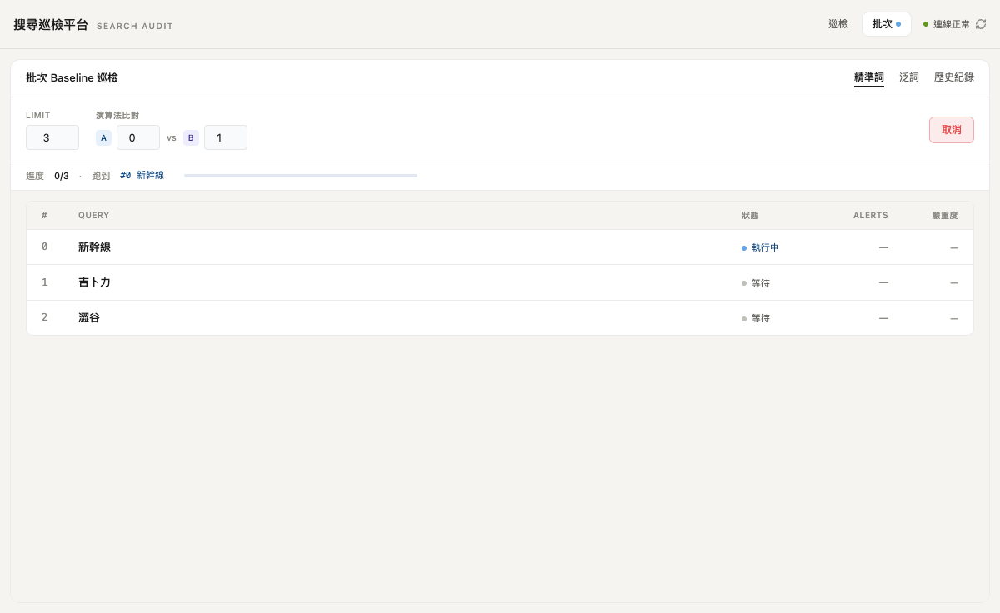 搜尋巡檢平台 SEARCH AUDIT 巡檢 批次 連線正常
批次 Baseline 巡檢 精準詞 泛詞 歷史紀錄
LIMIT 演算法比對
3 A 0 vs B 1 取消
進度 0/3 · 跑到 #0 新幹線
# QUERY 狀態 ALERTS 嚴重度
0 新幹線 執行中 — —
1 吉卜力 等待 — —
2 澀谷 等待 — —